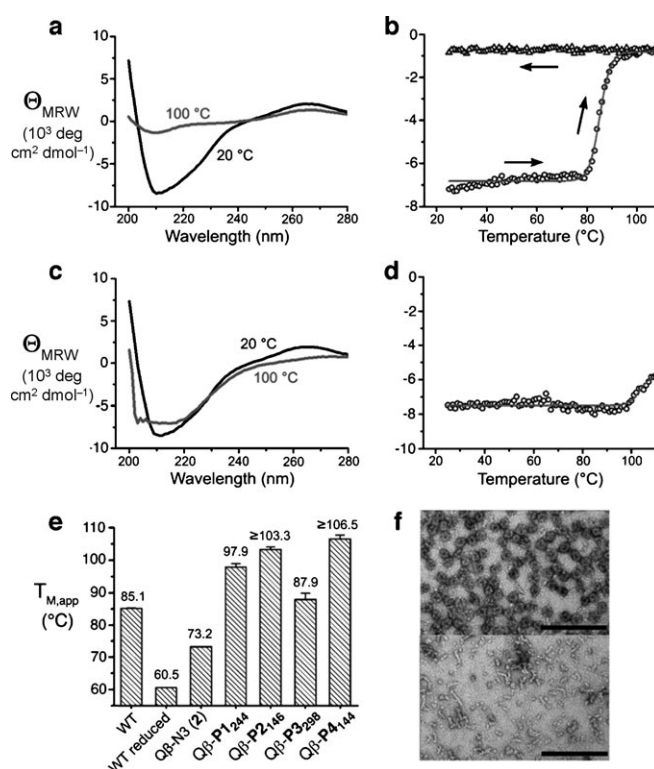 a
b
10
5
0
-5
-10
Θ MRW
(10³ deg
cm² dmol⁻¹)
100 °C
20 °C
200 220 240 260 280
Wavelength (nm)
0
-2
-4
-6
-8
20 40 60 80 100
Temperature (°C)
c
d
10
5
0
-5
-10
Θ MRW
(10³ deg
cm² dmol⁻¹)
20 °C
100 °C
200 220 240 260 280
Wavelength (nm)
0
-2
-4
-6
-8
20 40 60 80 100
Temperature (°C)
e
f
110
100
90
80
70
60
T M,app
(°C)
85.1
60.5
73.2
97.9
≥103.3
87.9
≥106.5
WT
WT reduced
Qβ-N3 (2)
Qβ-P1₂₄₄
Qβ-P2₁₄₆
Qβ-P3₂₉₈
Qβ-P4₁₄₄